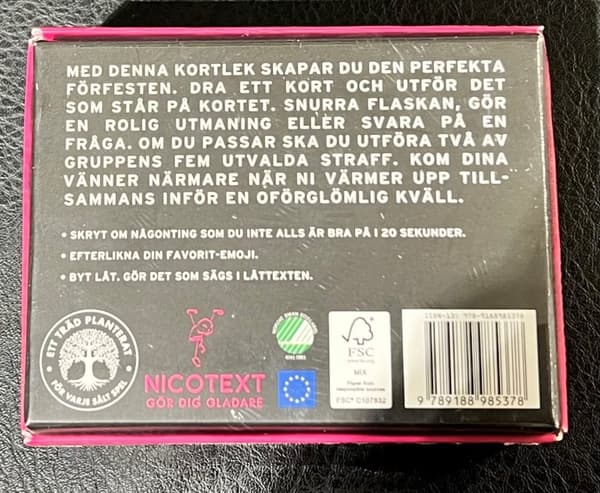 MED DENNA KORTLEK SKAPAR DU DEN PERFEKTA
FÖRFESTEN. DRA ETT KORT OCH UTFÖR DET
SOM STÅR PÅ KORTET. SNURRA FLASKAN, GÖR
EN ROLIG UTMANING ELLER SVARA PÅ EN
FRÅGA. OM DU PASSAR SKA DU UTFÖRA TVÅ AV
GRUPPENS FEM UTVALDA STRAFF. KOM DINA
VÄNNER NÄRMARE NÄR NI VÄRMER UPP TILL-
SAMMANS INFÖR EN OFÖRGLÖMLIG KVÄLL.
• SKRYT OM NÅGONTING SOM DU INTE ALLS ÄR BRA PÅ I 20 SEKUNDER.
• EFTERLIKNA DIN FAVORIT-EMOJI.
• BYT LÅT. GÖR DET SOM SÄGS I LÅTTEXTEN.
ETT TRÄD PLANTERAT
FÖR VARJE SÅLT SPEL
NICOTEXT
GÖR DIG GLADARE
FSC
MIX
Paper from
responsible sources
FSC® C107932
9 789188 985378